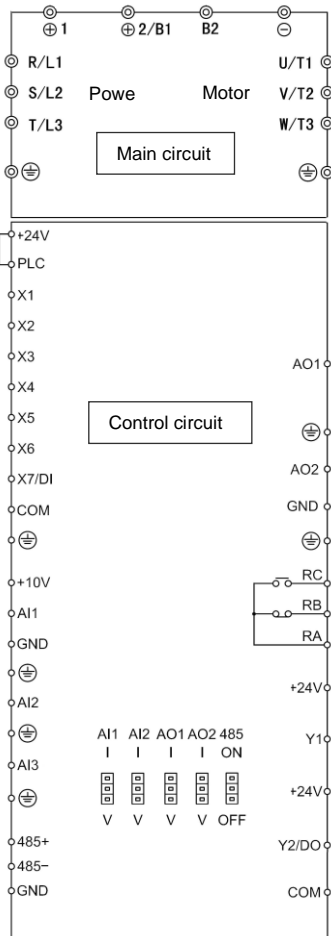 ⊕ 1 ⊕ 2/B1 B2 ⊖
R/L1 U/T1
S/L2 Powe Motor V/T2
T/L3 W/T3
Main circuit
+24V
PLC
X1
X2
X3
AO1
X4
X5 Control circuit
X6
AO2
X7/DI
GND
COM
RC
+10V
RB
AI1
RA
GND
+24V
AI2
AI1 AI2 AO1 AO2 485 Y1
I I I I ON
AI3
+24V
V V V V OFF
485+ Y2/DO
485−
GND COM